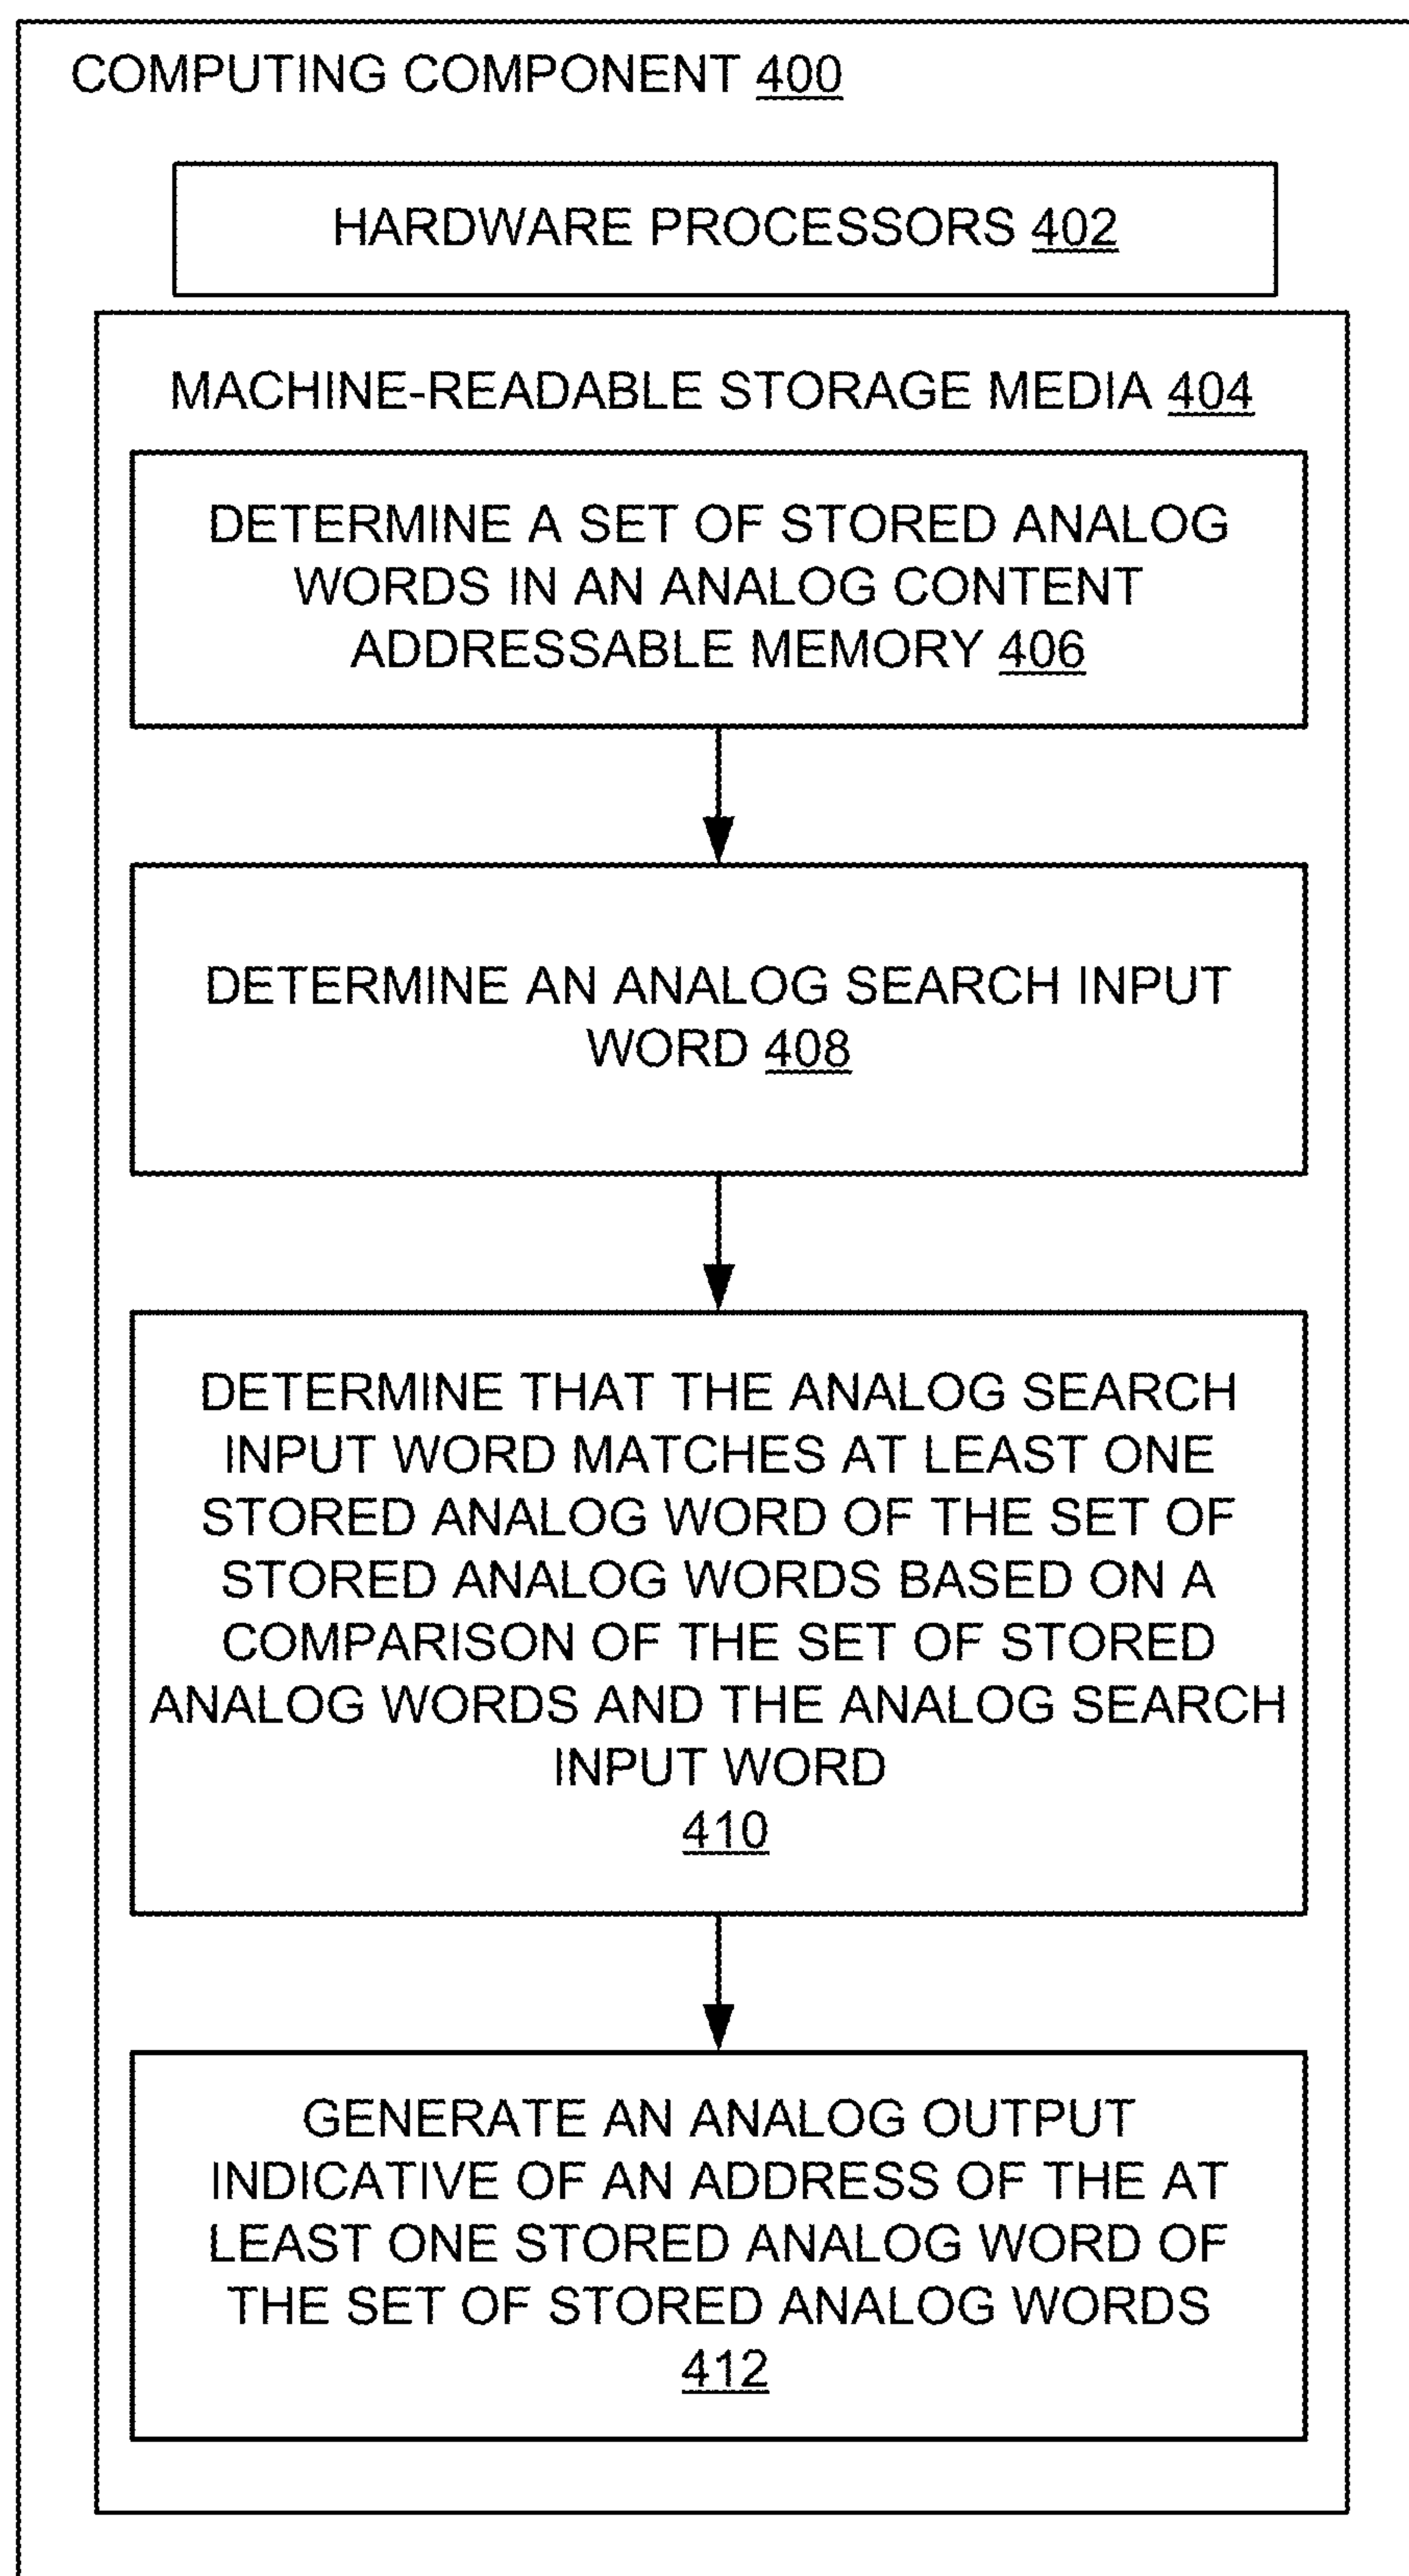 COMPUTING COMPONENT 400
HARDWARE PROCESSORS 402
MACHINE-READABLE STORAGE MEDIA 404
DETERMINE A SET OF STORED ANALOG
WORDS IN AN ANALOG CONTENT
ADDRESSABLE MEMORY 406
DETERMINE AN ANALOG SEARCH INPUT
WORD 408
DETERMINE THAT THE ANALOG SEARCH
INPUT WORD MATCHES AT LEAST ONE
STORED ANALOG WORD OF THE SET OF
STORED ANALOG WORDS BASED ON A
COMPARISON OF THE SET OF STORED
ANALOG WORDS AND THE ANALOG SEARCH
INPUT WORD
410
GENERATE AN ANALOG OUTPUT
INDICATIVE OF AN ADDRESS OF THE AT
LEAST ONE STORED ANALOG WORD OF
THE SET OF STORED ANALOG WORDS
412